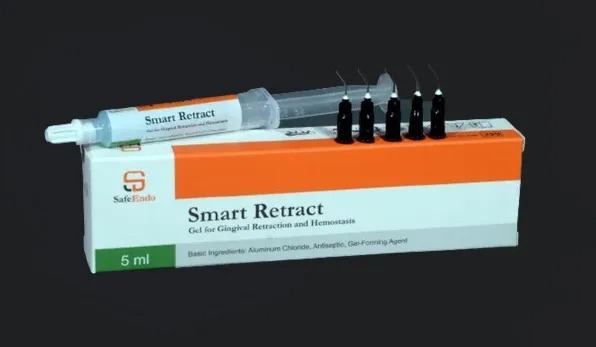 Smart Retract
Gel for Gingival Retraction and Hemostasis
SafeEndo
Smart Retract
Gel for Gingival Retraction and Hemostasis
Basic Ingredients: Aluminum Chloride, Antiseptic, Gel-Forming Agent
5 ml